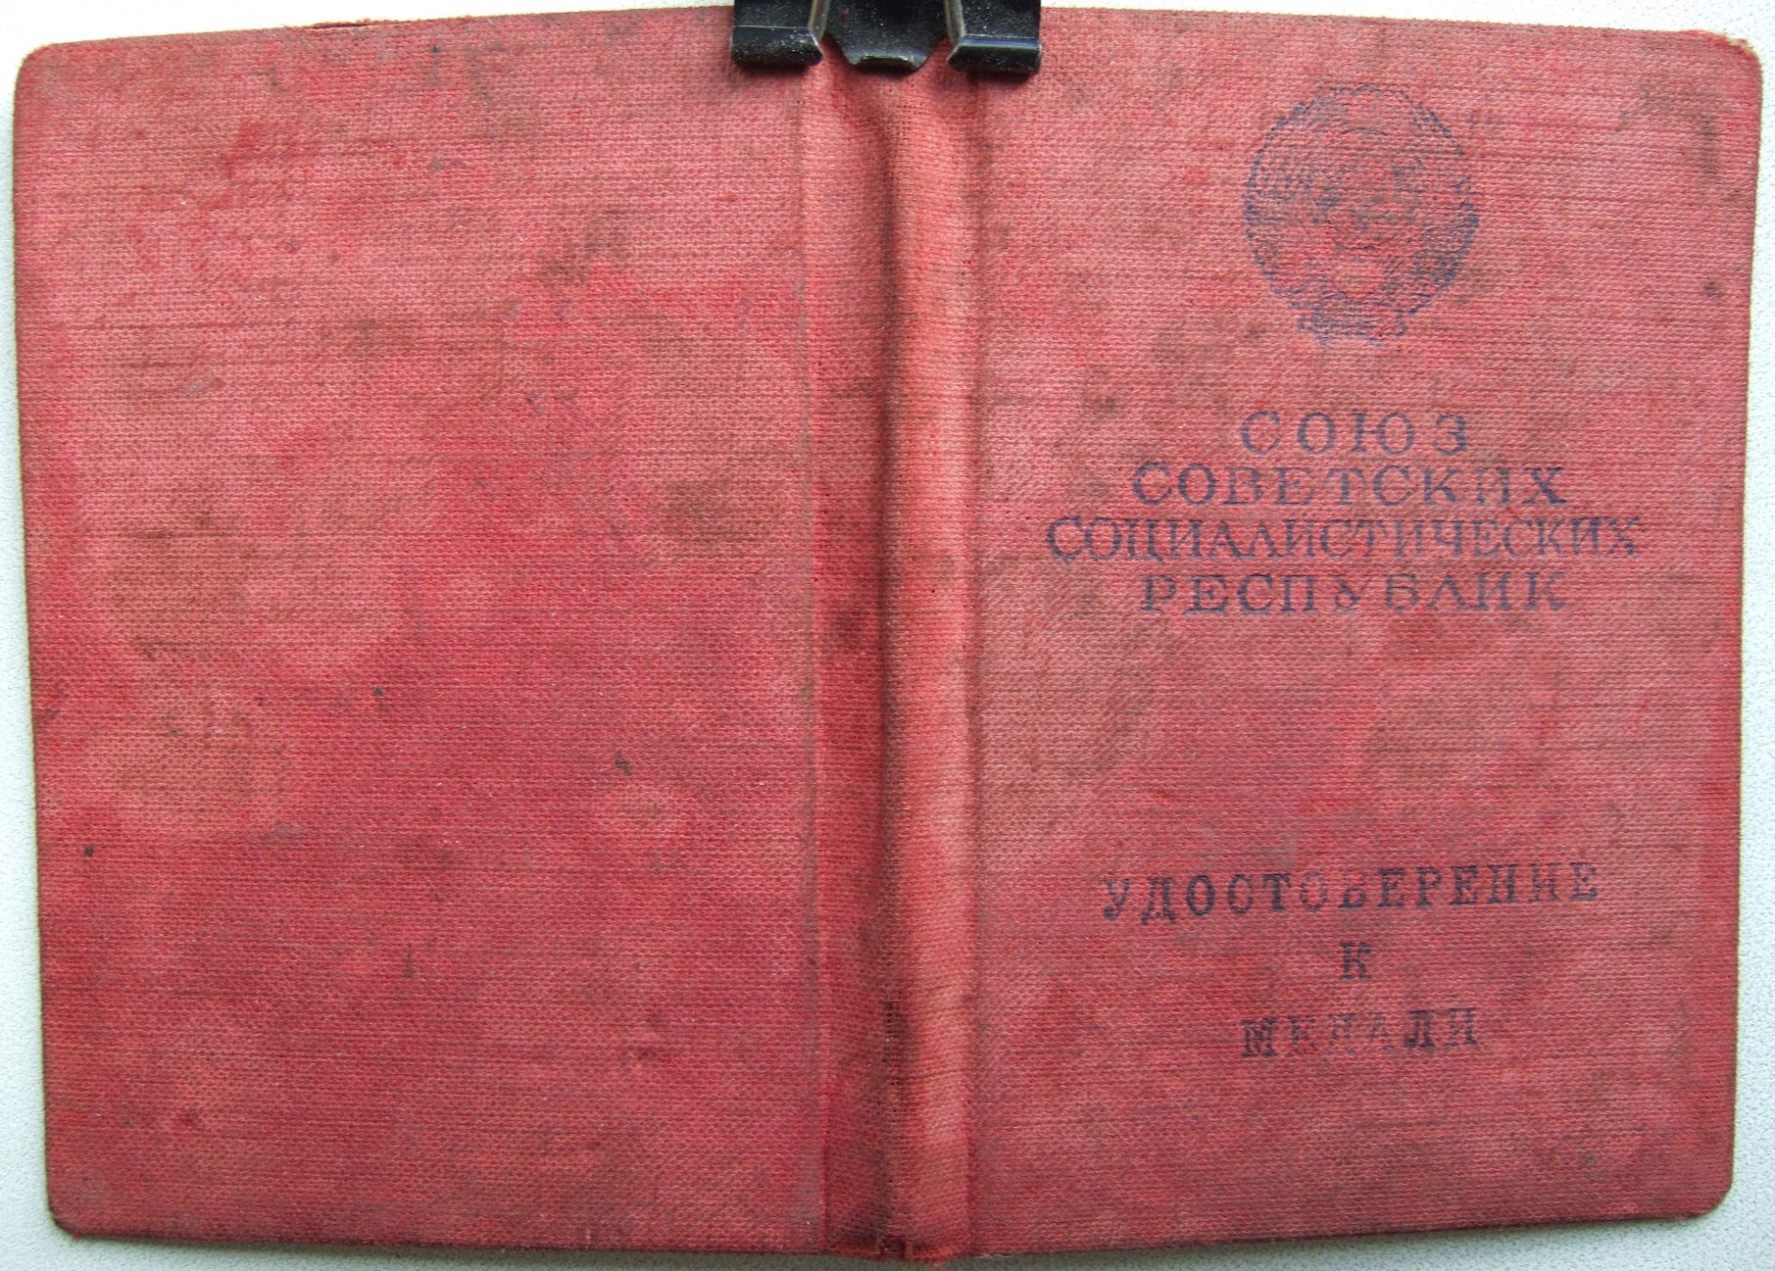 СОЮЗ
СОВЕТСКИХ
СОЦИАЛИСТИЧЕСКИХ
РЕСПУБЛИК
УДОСТОВЕРЕНИЕ
К
МЕДАЛИ